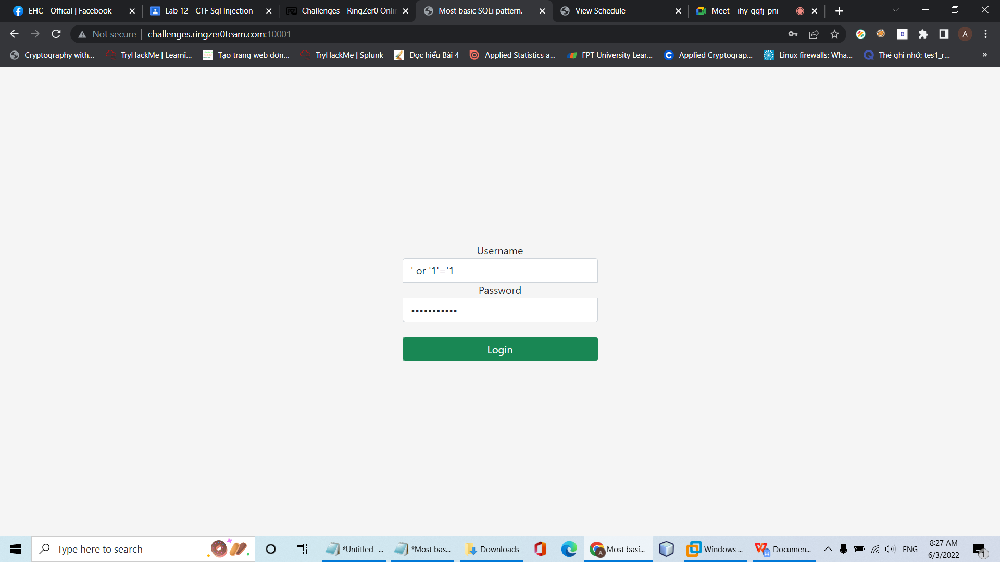 EHC - Offical | Facebook
Lab 12 - CTF Sql Injection
Challenges - RingZer0 Onlin
Most basic SQLi pattern.
View Schedule
Meet – ihy-qqfj-pni
Not secure | challenges.ringzer0team.com:10001
B
A
Cryptography with...
TryHackMe | Learni...
Tạo trang web đơn...
TryHackMe | Splunk
Đọc hiểu Bài 4
Applied Statistics a...
FPT University Lear...
Applied Cryptograp...
Linux firewalls: Wha...
Thẻ ghi nhớ: tes1_r...
»
Username
' or '1'='1
Password
Login
Type here to search
*Untitled -...
*Most bas...
Downloads
Most basi...
Windows ...
Documen...
ENG
8:27 AM
6/3/2022
1